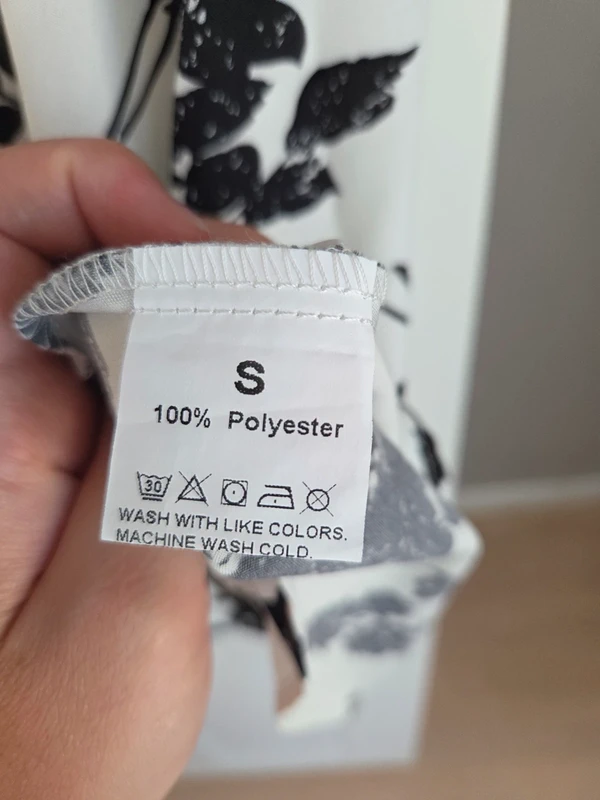 S
100% Polyester
30
WASH WITH LIKE COLORS.
MACHINE WASH COLD.